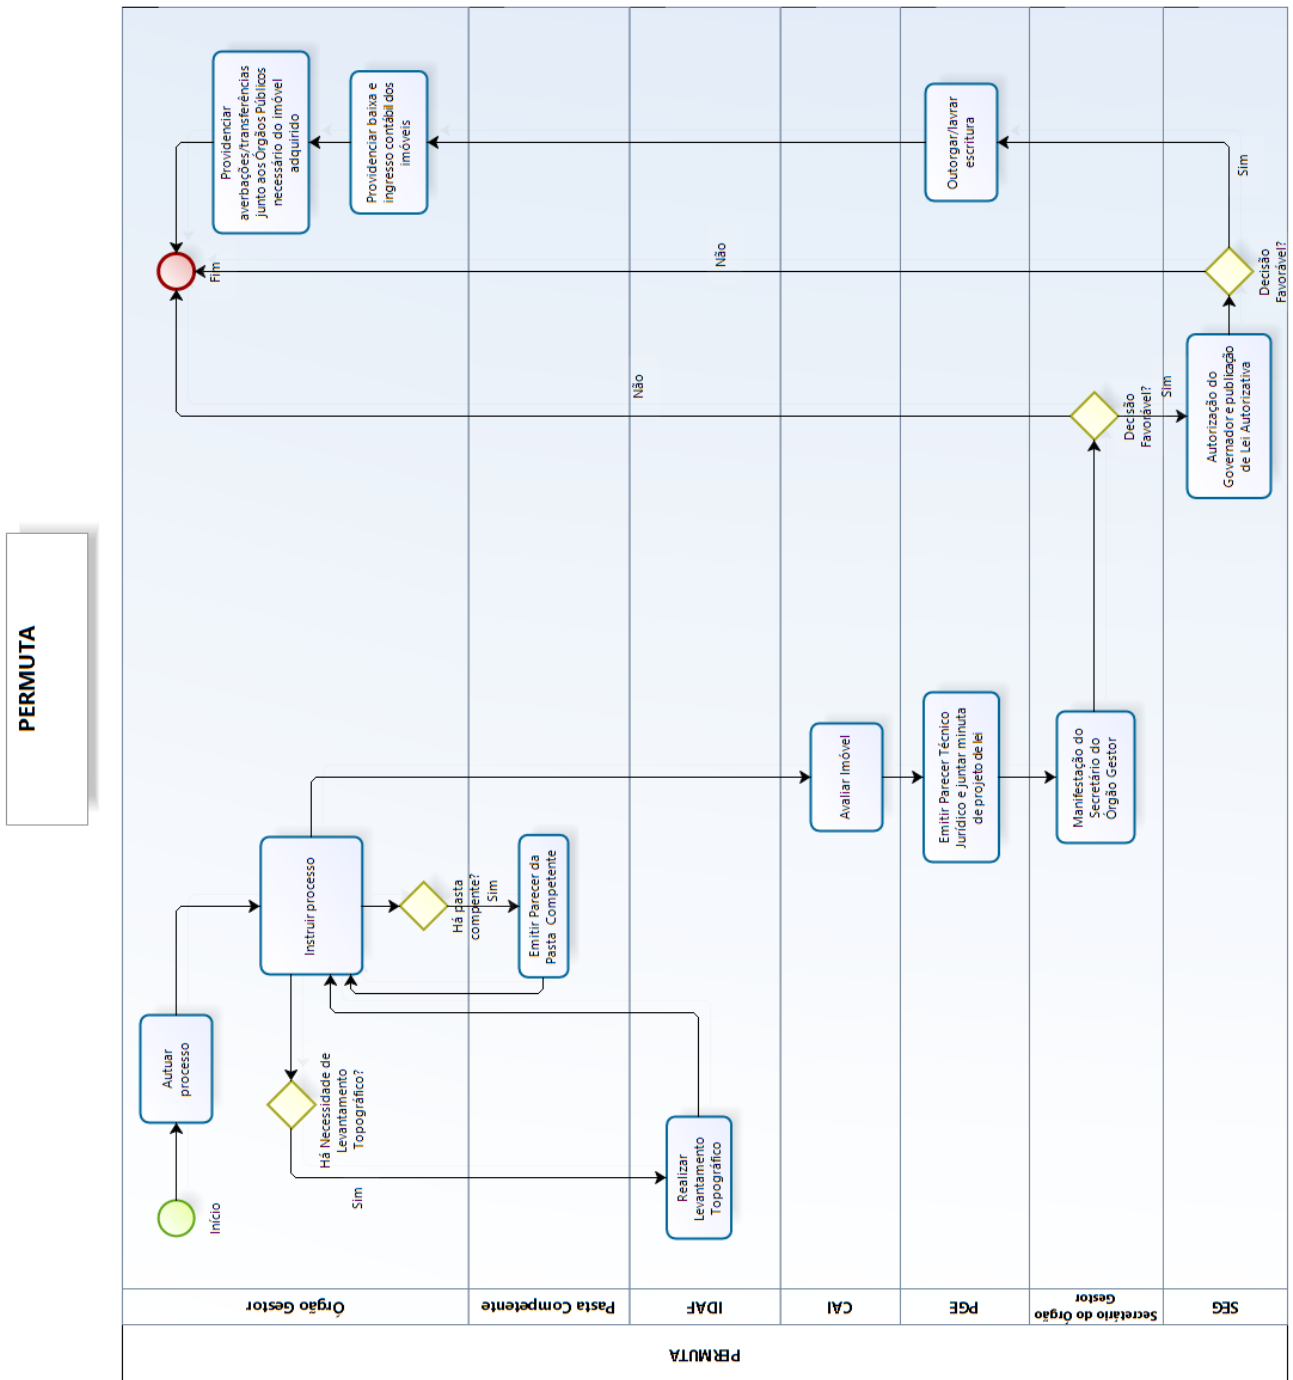 PERMUTA
PERMUTA
Órgão Gestor
Início
Autuar
processo
Instruir processo
Há Necessidade de
Levantamento
Topográfico?
Sim
Há pasta
compente?
Sim
Providenciar baixa e
ingresso contábil dos
imóveis
Providenciar
averbações/transferências
junto aos Órgãos Públicos
necessário do imóvel
adquirido
Fim
Pasta Competente
Emitir Parecer da
Pasta Competente
IDAF
Realizar
Levantamento
Topográfico
Não
Não
CAI
Avaliar Imóvel
PGE
Emitir Parecer Técnico
Jurídico e juntar minuta
de projeto de lei
Outorgar/lavrar
escritura
Secretário do Órgão
Gestor
Manifestação do
Secretário do
Órgão Gestor
Decisão
Favorável?
Sim
SEG
Autorização do
Governador e publicação
de Lei Autorizativa
Decisão
Favorável?
Sim